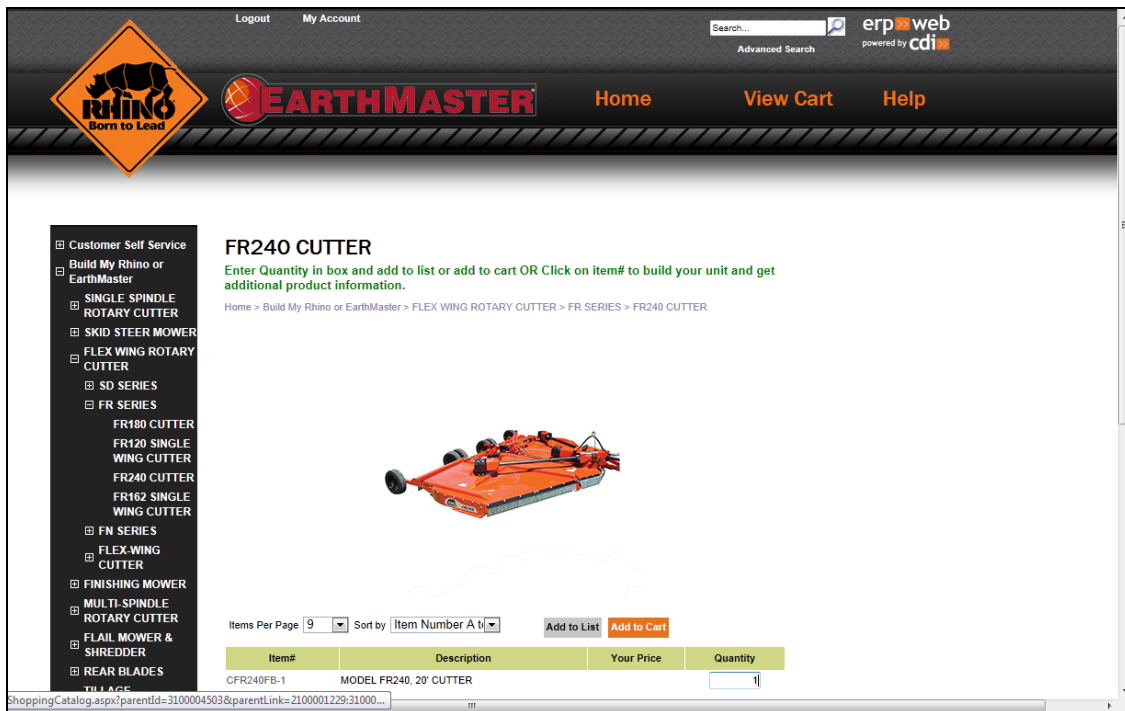 Logout My Account
Search...
Advanced Search
erp»web
powered by cdi»
RHINO
Born to Lead
EARTHMASTER
Home View Cart Help
Customer Self Service
Build My Rhino or
EarthMaster
SINGLE SPINDLE
ROTARY CUTTER
SKID STEER MOWER
FLEX WING ROTARY
CUTTER
SD SERIES
FR SERIES
FR180 CUTTER
FR120 SINGLE
WING CUTTER
FR240 CUTTER
FR162 SINGLE
WING CUTTER
FN SERIES
FLEX-WING
CUTTER
FINISHING MOWER
MULTI-SPINDLE
ROTARY CUTTER
FLAIL MOWER &
SHREDDER
REAR BLADES
TILLAGE
FR240 CUTTER
Enter Quantity in box and add to list or add to cart OR Click on item# to build your unit and get
additional product information.
Home > Build My Rhino or EarthMaster > FLEX WING ROTARY CUTTER > FR SERIES > FR240 CUTTER
Items Per Page 9 Sort by Item Number A t Add to List Add to Cart
Item# Description Your Price Quantity
CFR240FB-1 MODEL FR240, 20' CUTTER 1
ShoppingCatalog.aspx?parentId=3100004503&parentLink=2100001229:31000...